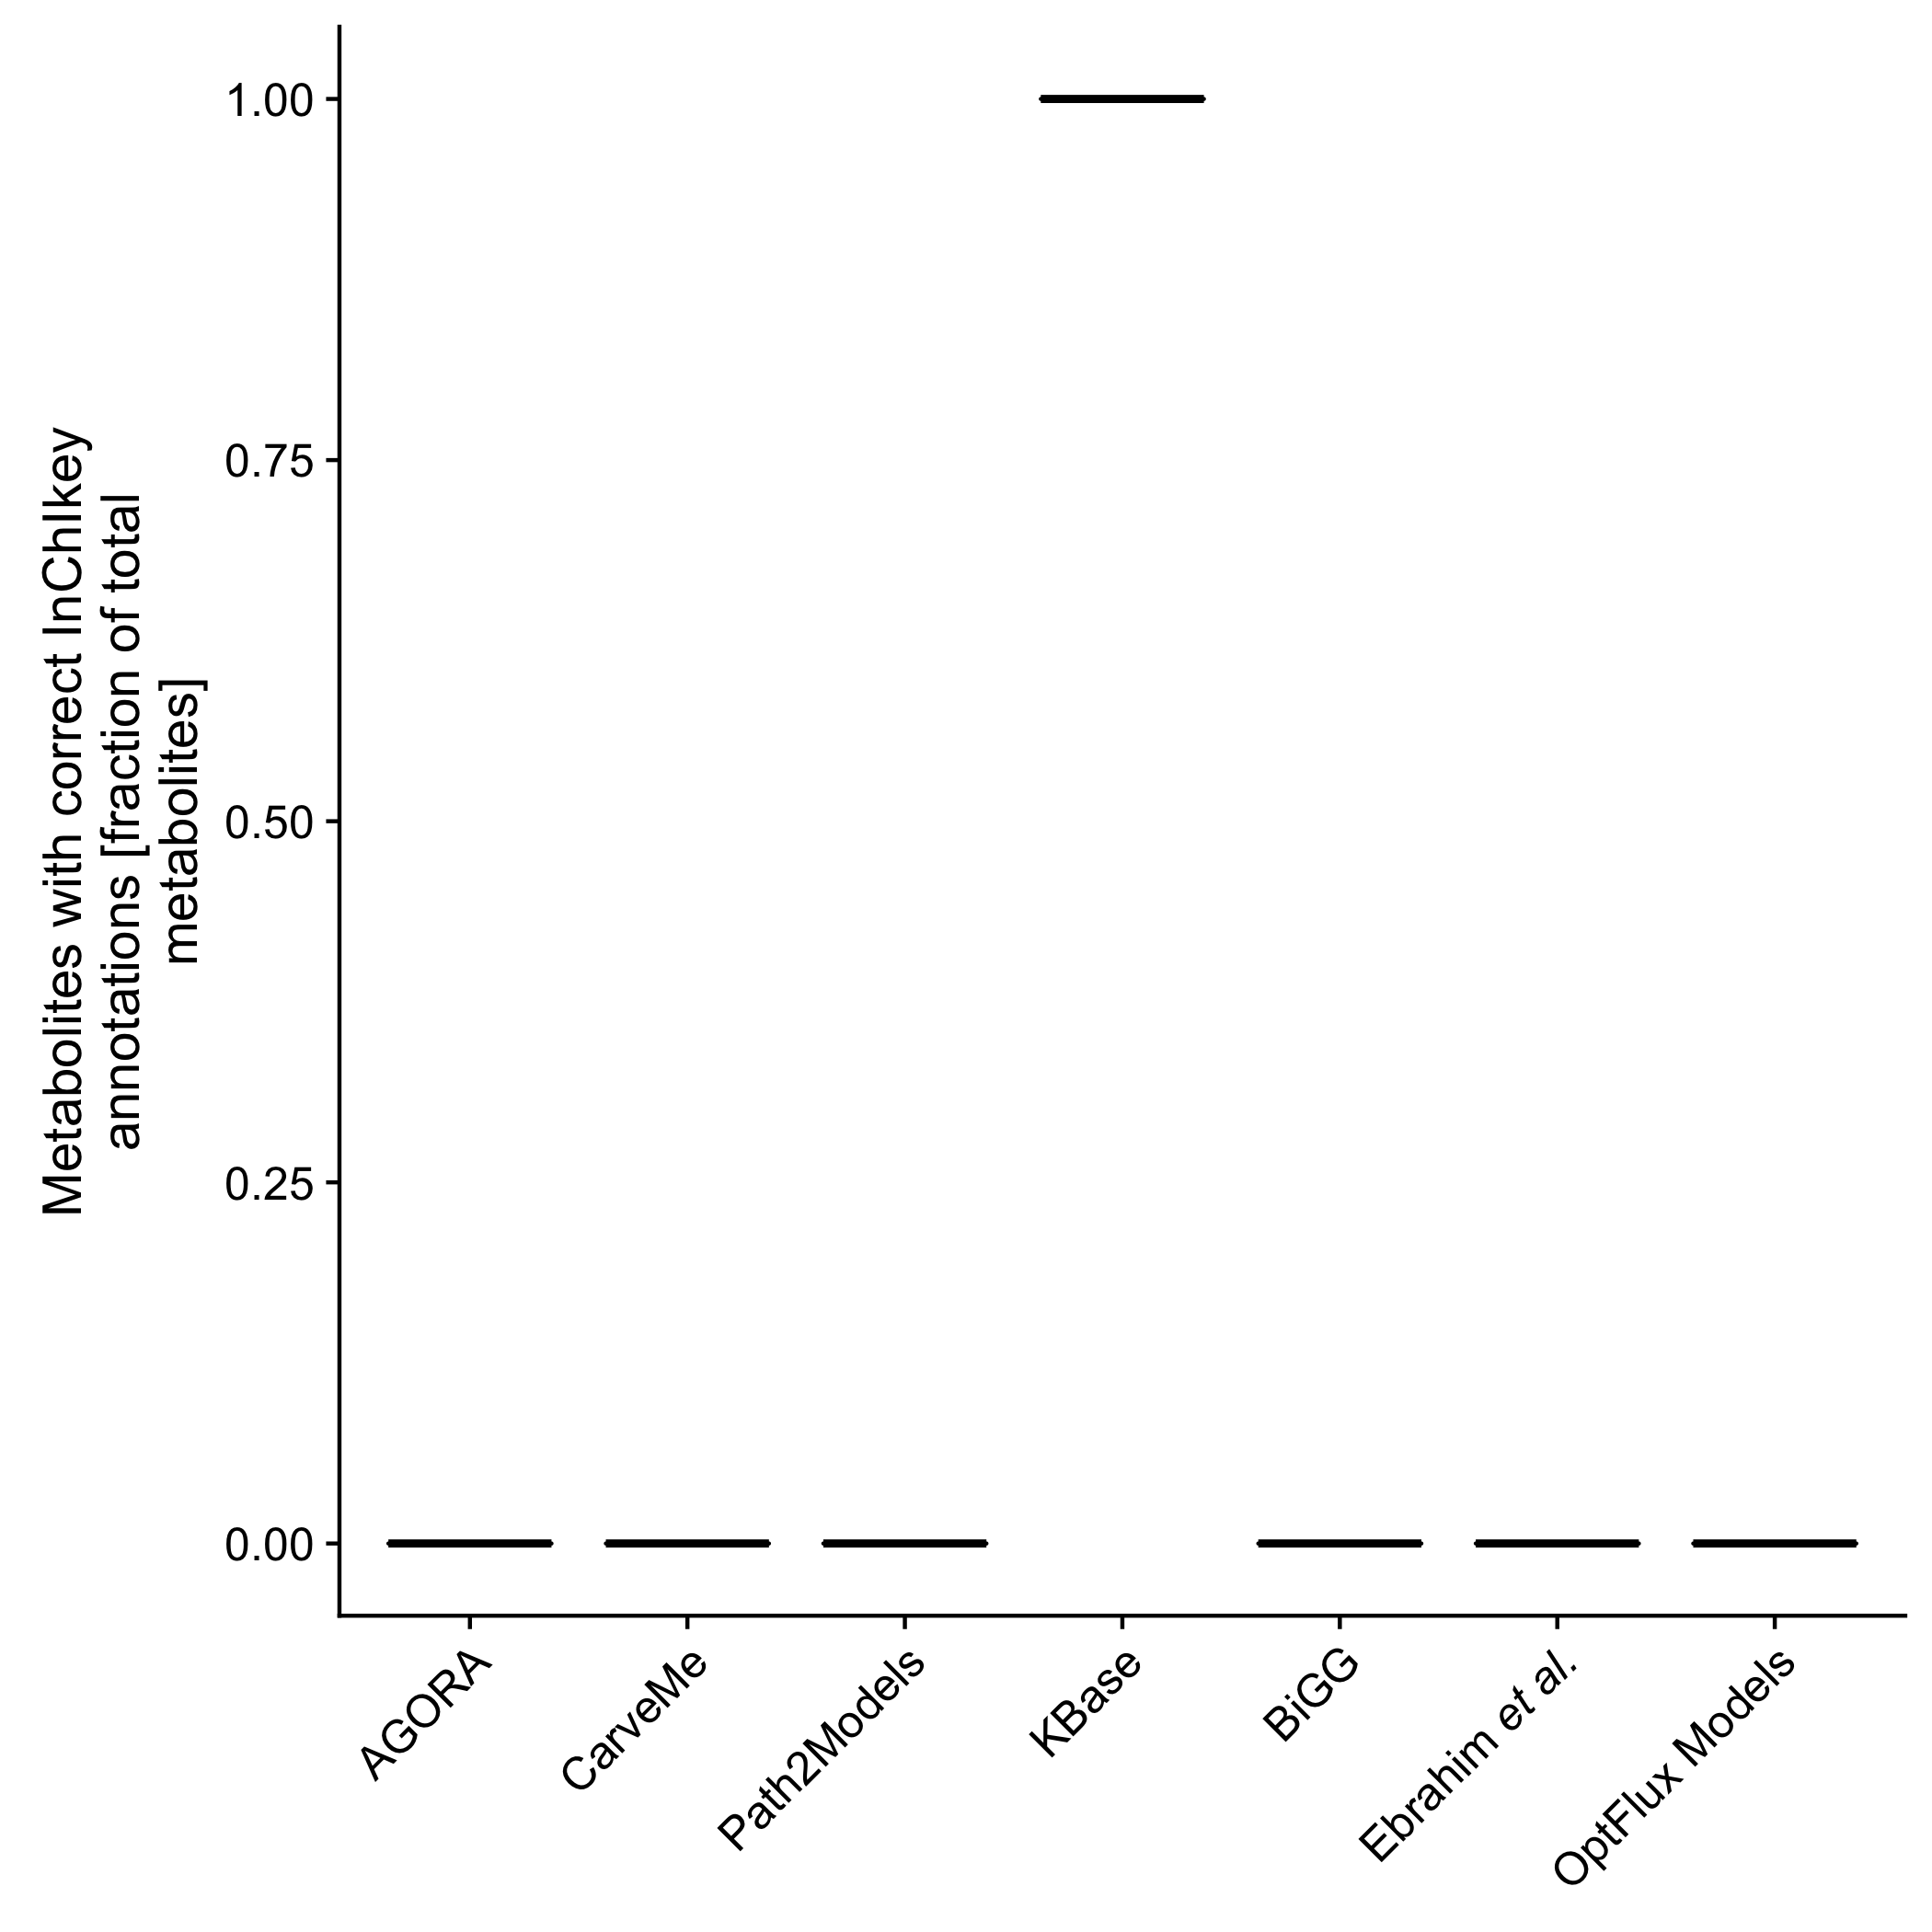 Metabolites with correct InChIkey
annotations [fraction of total
metabolites]
1.00
0.75
0.50
0.25
0.00
AGORA
CarveMe
Path2Models
KBase
BiGG
Ebrahim et al.
OptFlux Models